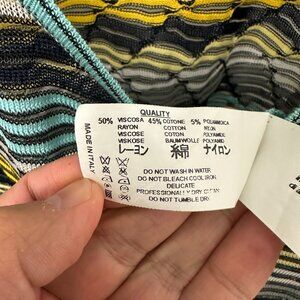 QUALITY
50% VISCOSA 45% COTONE 5% POLIAMMIDICA
RAYON COTTON NYLON
VISCOSE COTON POLYAMIDE
VISKOSE BAUMWOLLE POLYAMID
レーヨン 綿 ナイロン
MADE IN ITALY
DO NOT WASH IN WATER
DO NOT BLEACH COOL IRON
DELICATE
PROFESSIONALLY DRY CLEAN
DO NOT TUMBLE DRY